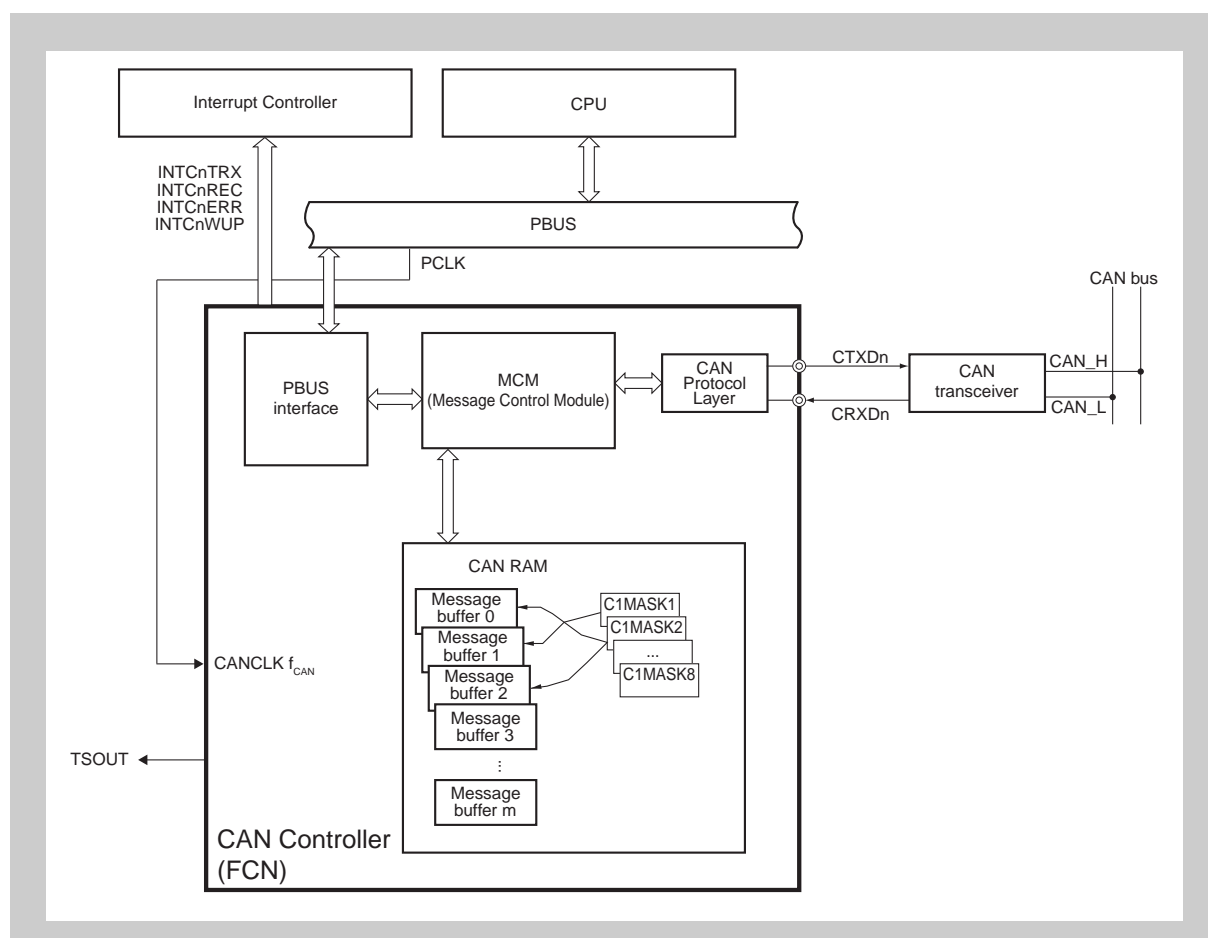 Interrupt Controller
CPU
INTCnTRX
INTCnREC
INTCnERR
INTCnWUP
PBUS
PCLK
CAN bus
PBUS
interface
MCM
(Message Control Module)
CAN
Protocol
Layer
CTXDn
CRXDn
CAN
transceiver
CAN_H
CAN_L
CAN RAM
Message
buffer 0
Message
buffer 1
Message
buffer 2
Message
buffer 3
...
Message
buffer m
C1MASK1
C1MASK2
...
C1MASK8
CANCLK fCAN
TSOUT
CAN Controller
(FCN)